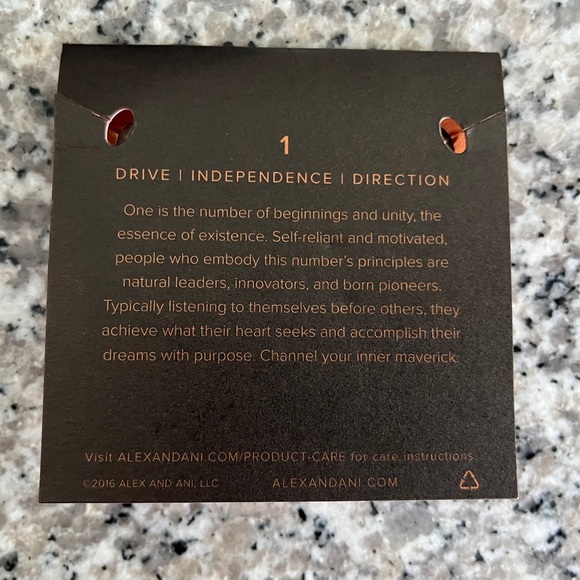 1
DRIVE | INDEPENDENCE | DIRECTION
One is the number of beginnings and unity, the
essence of existence. Self-reliant and motivated,
people who embody this number's principles are
natural leaders, innovators, and born pioneers.
Typically listening to themselves before others, they
achieve what their heart seeks and accomplish their
dreams with purpose. Channel your inner maverick.
Visit ALEXANDANI.COM/PRODUCT-CARE for care instructions.
©2016 ALEX AND ANI, LLC ALEXANDANI.COM